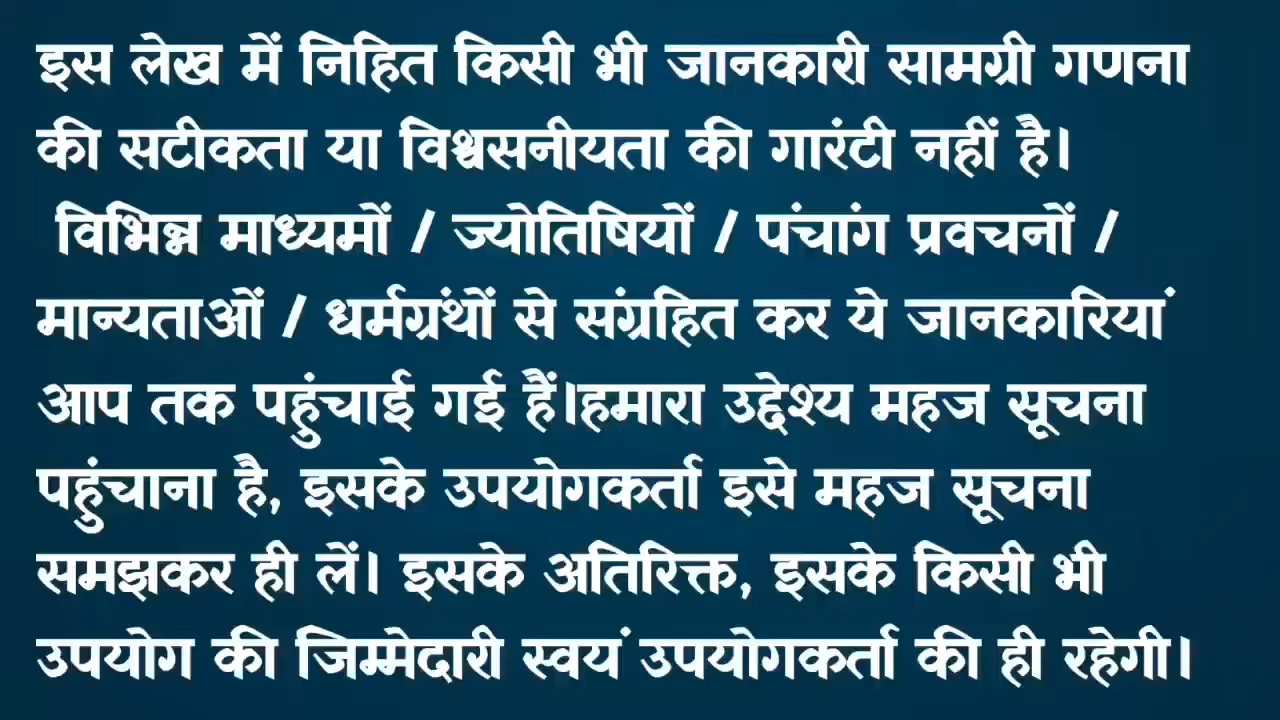 इस लेख में निहित किसी भी जानकारी सामग्री गणना
की सटीकता या विश्वसनीयता की गारंटी नहीं है।
विभिन्न माध्यमों / ज्योतिषियों / पंचांग प्रवचनों /
मान्यताओं / धर्मग्रंथों से संग्रहित कर ये जानकारियां
आप तक पहुंचाई गई हैं।हमारा उद्देश्य महज सूचना
पहुंचाना है, इसके उपयोगकर्ता इसे महज सूचना
समझकर ही लें। इसके अतिरिक्त, इसके किसी भी
उपयोग की जिम्मेदारी स्वयं उपयोगकर्ता की ही रहेगी।